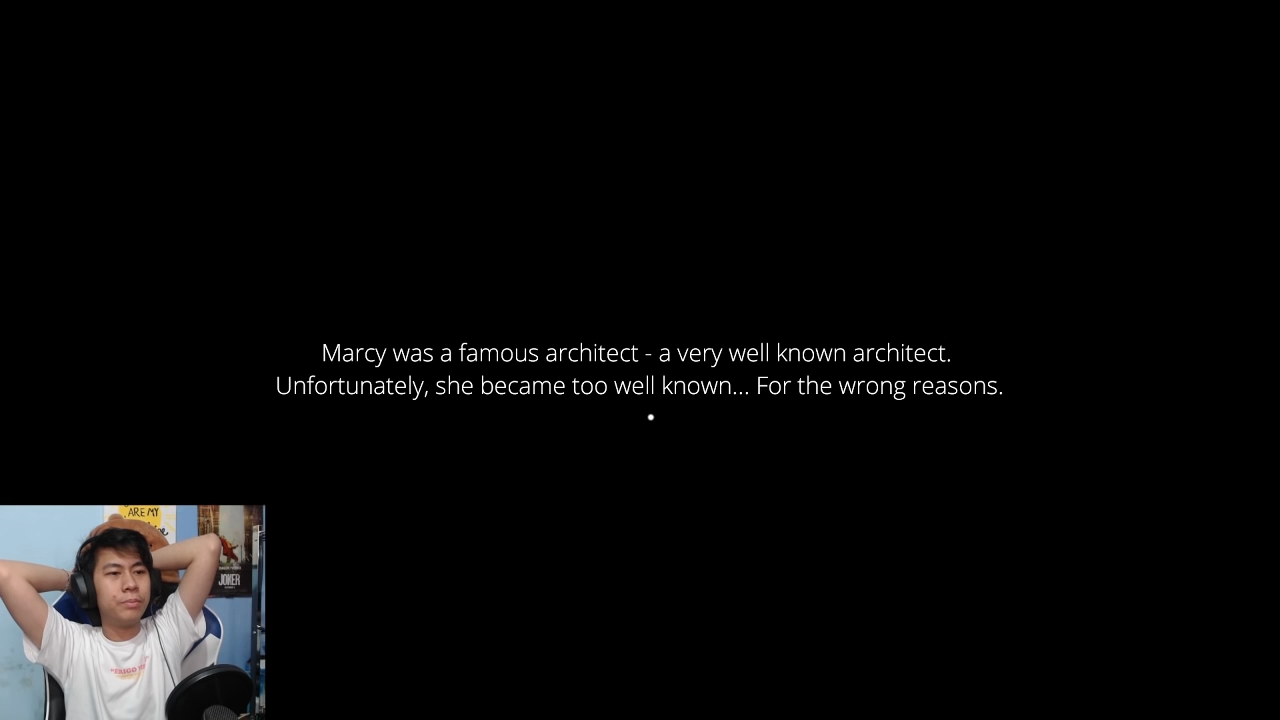 Marcy was a famous architect - a very well known architect.
Unfortunately, she became too well known... For the wrong reasons.
ARE MY
JOKER